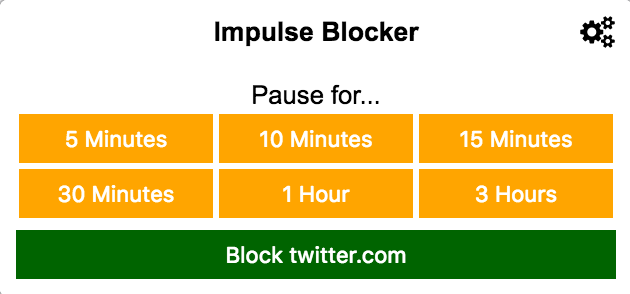 Impulse Blocker
Pause for...
5 Minutes 10 Minutes 15 Minutes
30 Minutes 1 Hour 3 Hours
Block twitter.com